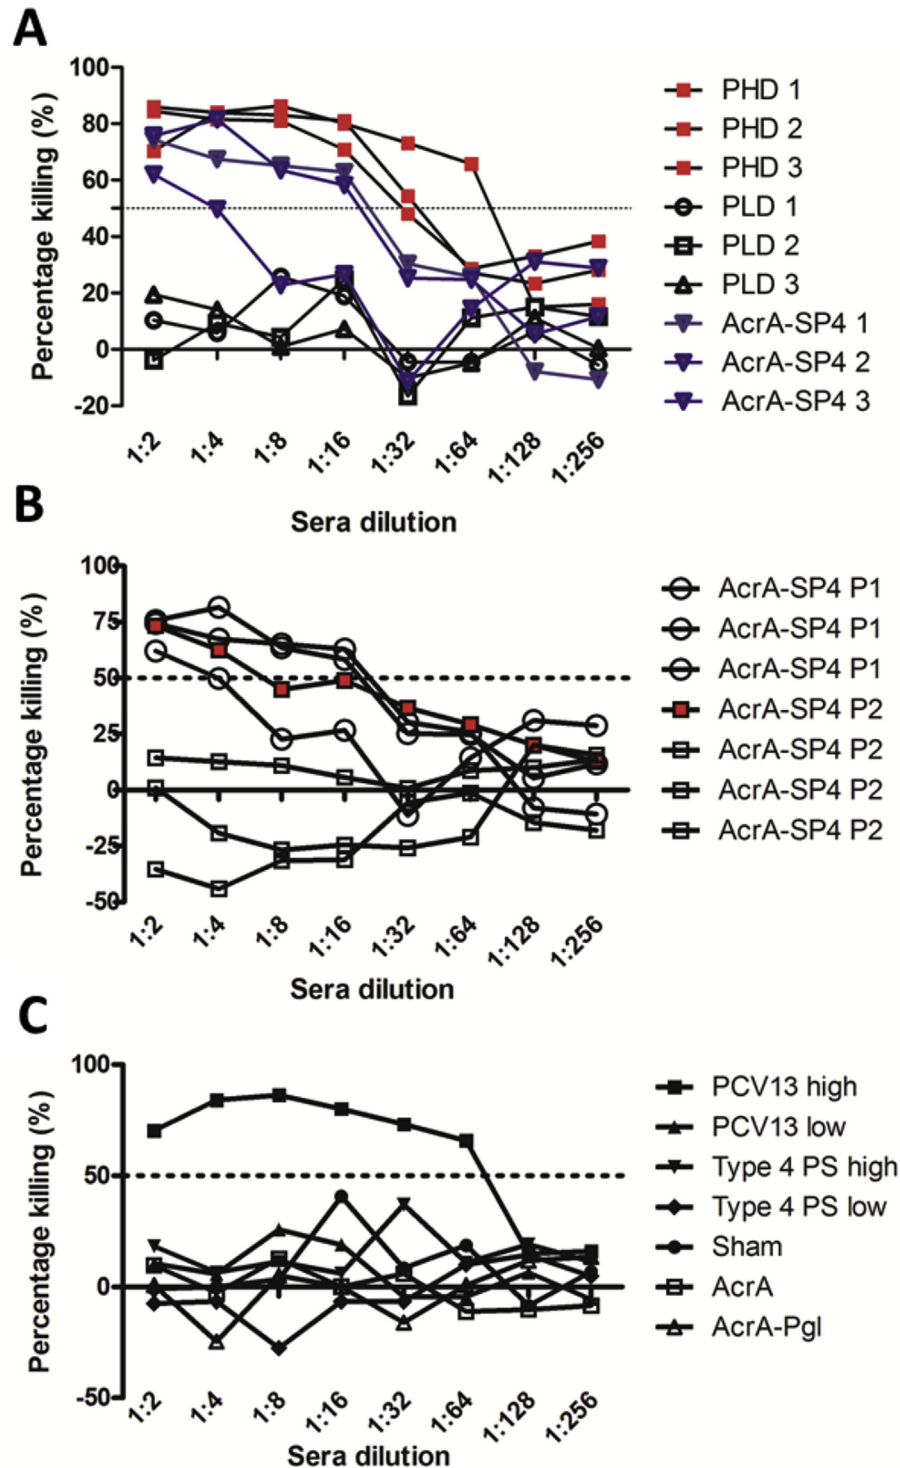 A
100
80
60
40
20
0
-20
Percentage killing (%)
1:2
1:4
1:8
1:16
1:32
1:64
1:128
1:256
Sera dilution
PHD 1
PHD 2
PHD 3
PLD 1
PLD 2
PLD 3
AcrA-SP4 1
AcrA-SP4 2
AcrA-SP4 3
B
100
75
50
25
0
-25
-50
Percentage killing (%)
1:2
1:4
1:8
1:16
1:32
1:64
1:128
1:256
Sera dilution
AcrA-SP4 P1
AcrA-SP4 P1
AcrA-SP4 P1
AcrA-SP4 P2
AcrA-SP4 P2
AcrA-SP4 P2
AcrA-SP4 P2
C
100
50
0
-50
Percentage killing (%)
1:2
1:4
1:8
1:16
1:32
1:64
1:128
1:256
Sera dilution
PCV13 high
PCV13 low
Type 4 PS high
Type 4 PS low
Sham
AcrA
AcrA-Pgl